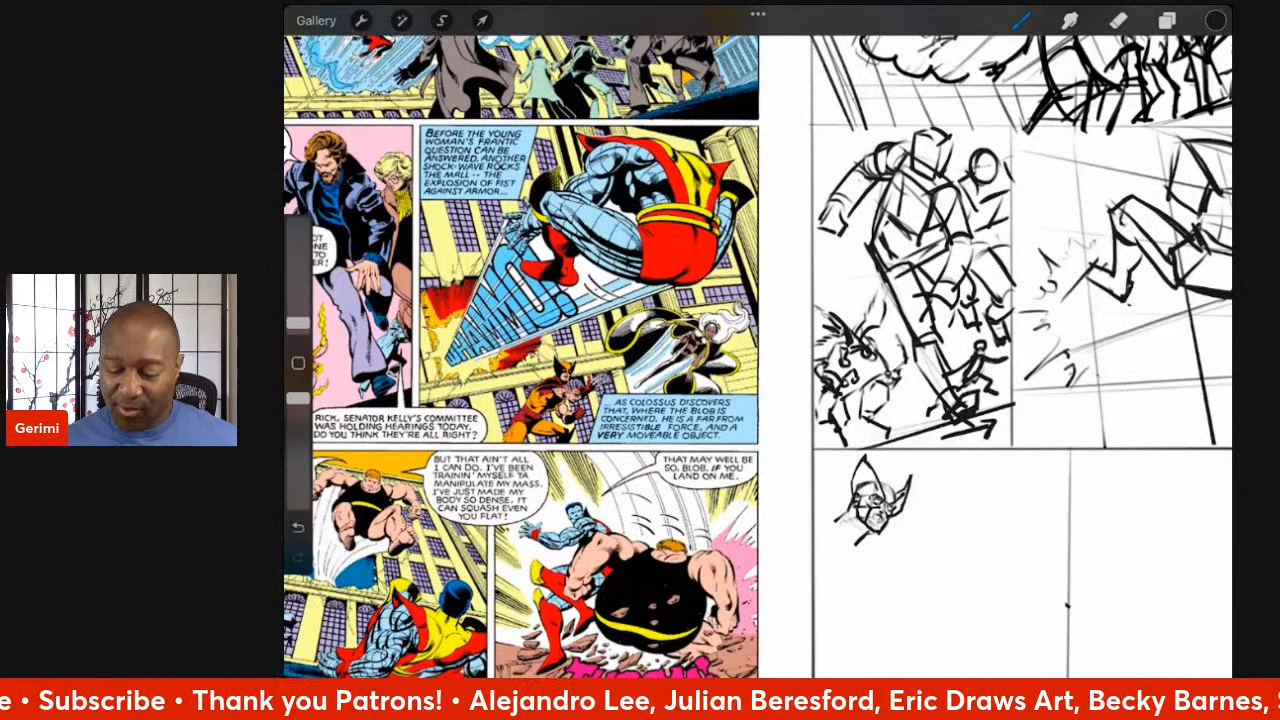 Gallery
BEFORE THE YOUNG
WOMAN'S FRANTIC
QUESTION CAN BE
ANSWERED, ANOTHER
SHOCK-WAVE ROCKS
THE MALL -- THE
EXPLOSION OF FIST
AGAINST ARMOR...
RICK, SENATOR KELLY'S COMMITTEE
WAS HOLDING HEARINGS TODAY.
DO YOU THINK THEY'RE ALL RIGHT?
... AS COLOSSUS DISCOVERS
THAT, WHERE THE BLOB IS
CONCERNED, HE IS A FAR FROM
IRRESISTIBLE FORCE, AND A
VERY MOVEABLE OBJECT.
BUT THAT AIN'T ALL
I CAN DO. I'VE BEEN
TRAININ' MYSELF TA
MANIPULATE MY MASS.
I'VE JUST MADE MY
BODY SO DENSE, IT
CAN SQUASH EVEN
YOU FLAT!
THAT MAY WELL BE
SO, BLOB. IF YOU
LAND ON ME.
Gerimi
e • Subscribe • Thank you Patrons! • Alejandro Lee, Julian Beresford, Eric Draws Art, Becky Barnes,